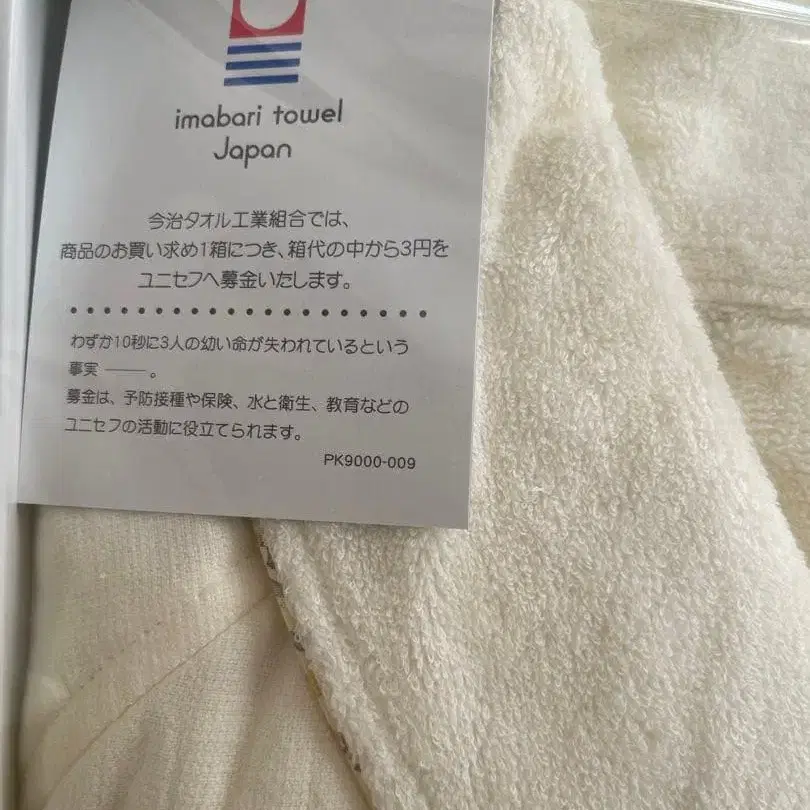 imabari towel
Japan
今治タオル工業組合では、
商品のお買い求め1箱につき、箱代の中から3円を
ユニセフへ募金いたします。
わずか10秒に3人の幼い命が失われているという
事実 ――。
募金は、予防接種や保険、水と衛生、教育などの
ユニセフの活動に役立てられます。
PK9000-009